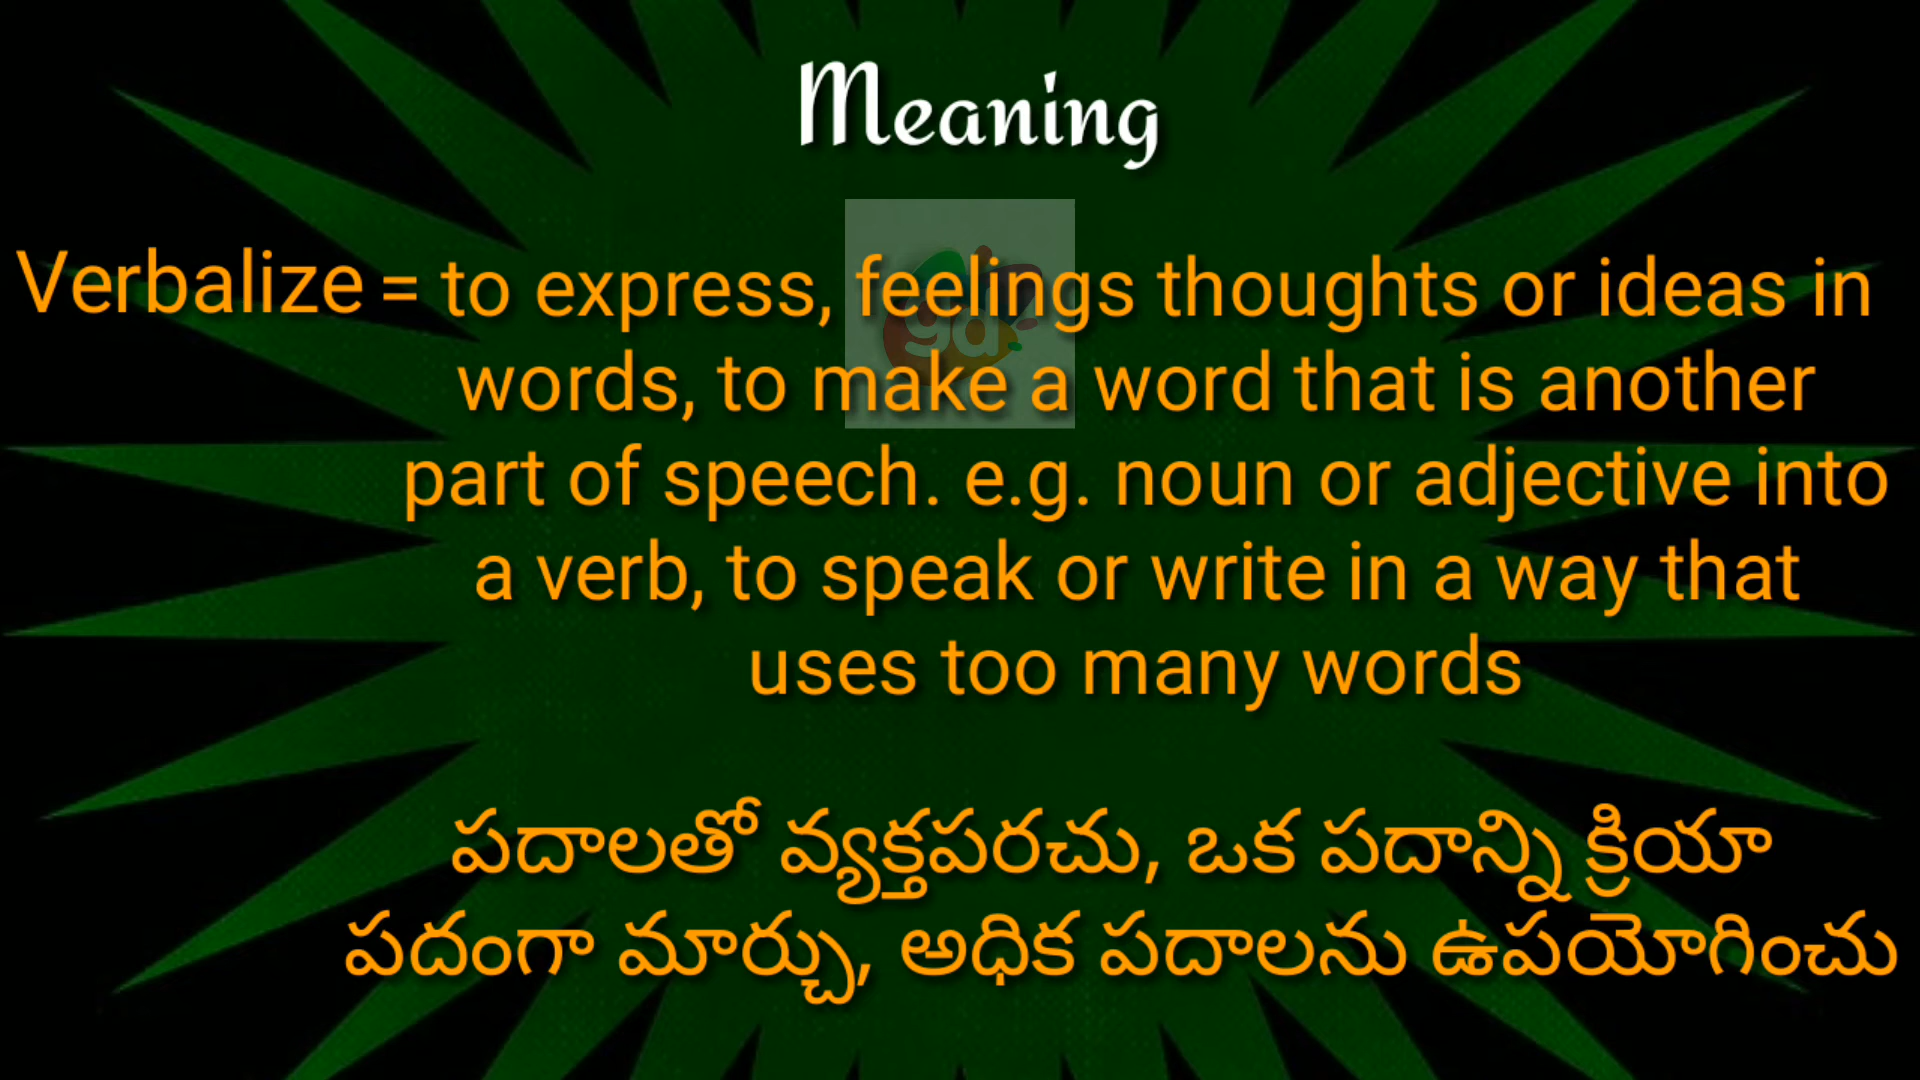 Meaning
Verbalize = to express, feelings thoughts or ideas in
words, to make a word that is another
part of speech. e.g. noun or adjective into
a verb, to speak or write in a way that
uses too many words
పదాలతో వ్యక్తపరచు, ఒక పదాన్ని క్రియా
పదంగా మార్చు, అధిక పదాలను ఉపయోగించు
gd